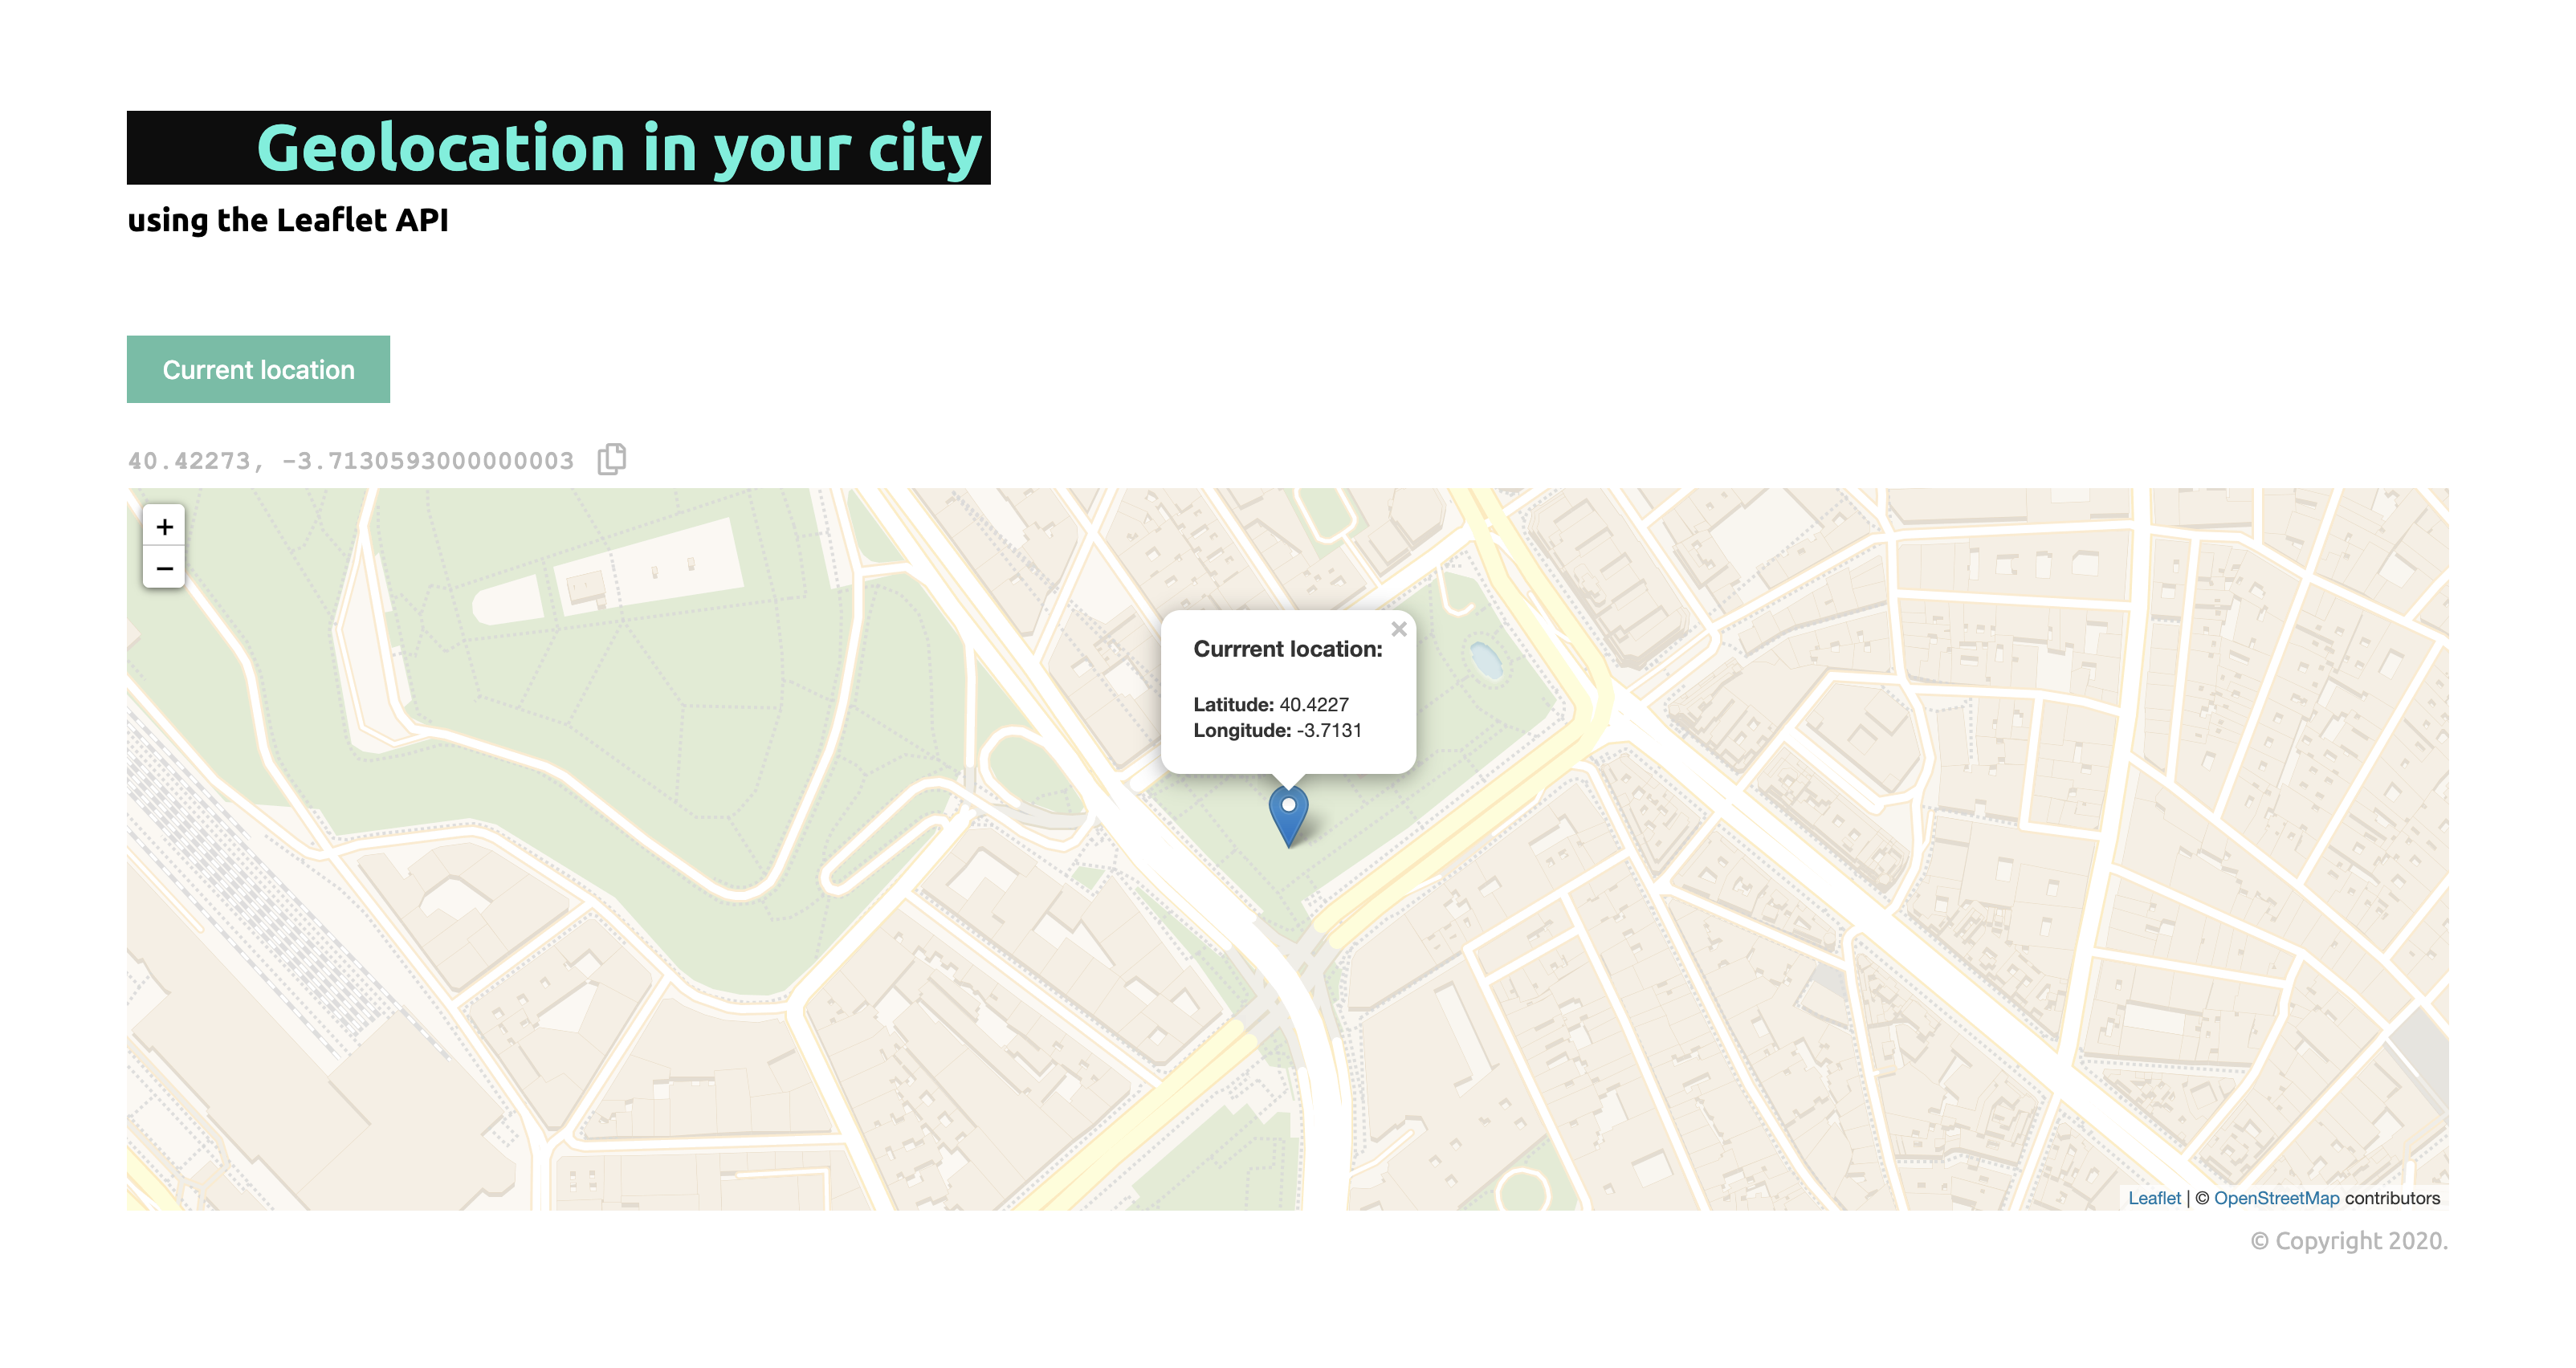 Geolocation in your city
using the Leaflet API
Current location
40.42273, -3.7130593000000003
+
−
×
Currrent location:
Latitude: 40.4227
Longitude: -3.7131
Leaflet | © OpenStreetMap contributors
© Copyright 2020.